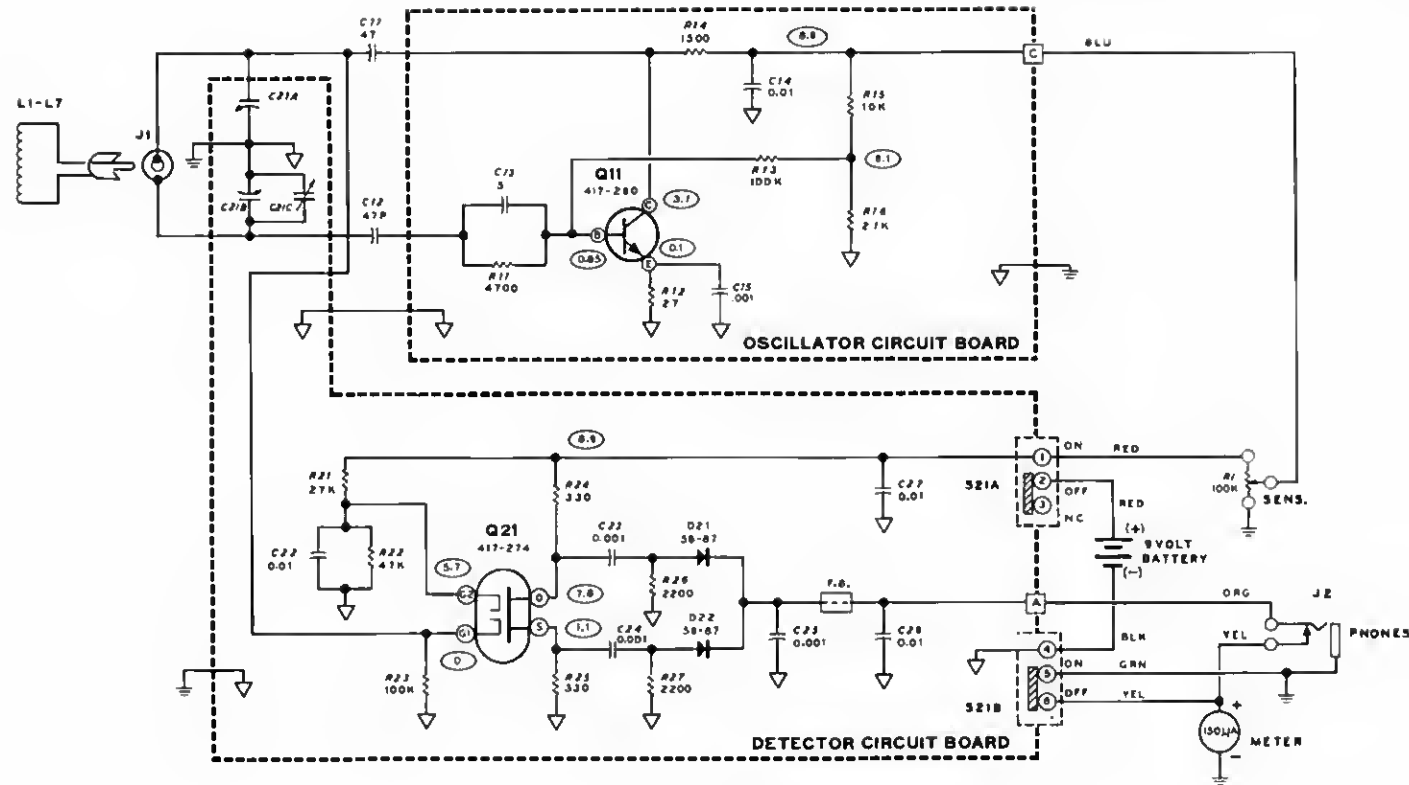 C11
47
R14
1500
8.9
C
BLU
L1-L7
J1
C21A
C14
0.01
R15
10K
C21B
C21C
C12
47P
C13
5
R11
4700
Q11
417-280
R13
100K
8.1
C
3.1
B
0.85
E
0.1
R16
27K
R12
27
C15
.001
OSCILLATOR CIRCUIT BOARD
8.9
R21
27K
R24
330
C27
0.01
S21A
1
2
3
ON
OFF
NC
RED
RED
R1
100K
SENS.
C22
0.01
R22
47K
Q21
417-274
C23
0.001
D21
56-87
(+)
9 VOLT
BATTERY
(-)
5.7
G2
D
7.8
R26
2200
F.B.
G1
0
S
1.1
C24
0.001
D22
56-87
A
ORG
J2
PHONES
YEL
R23
100K
R25
330
R27
2200
C25
0.001
C26
0.01
BLK
4
5
6
ON
OFF
GRN
YEL
S21B
DETECTOR CIRCUIT BOARD
+
150µA
-
METER